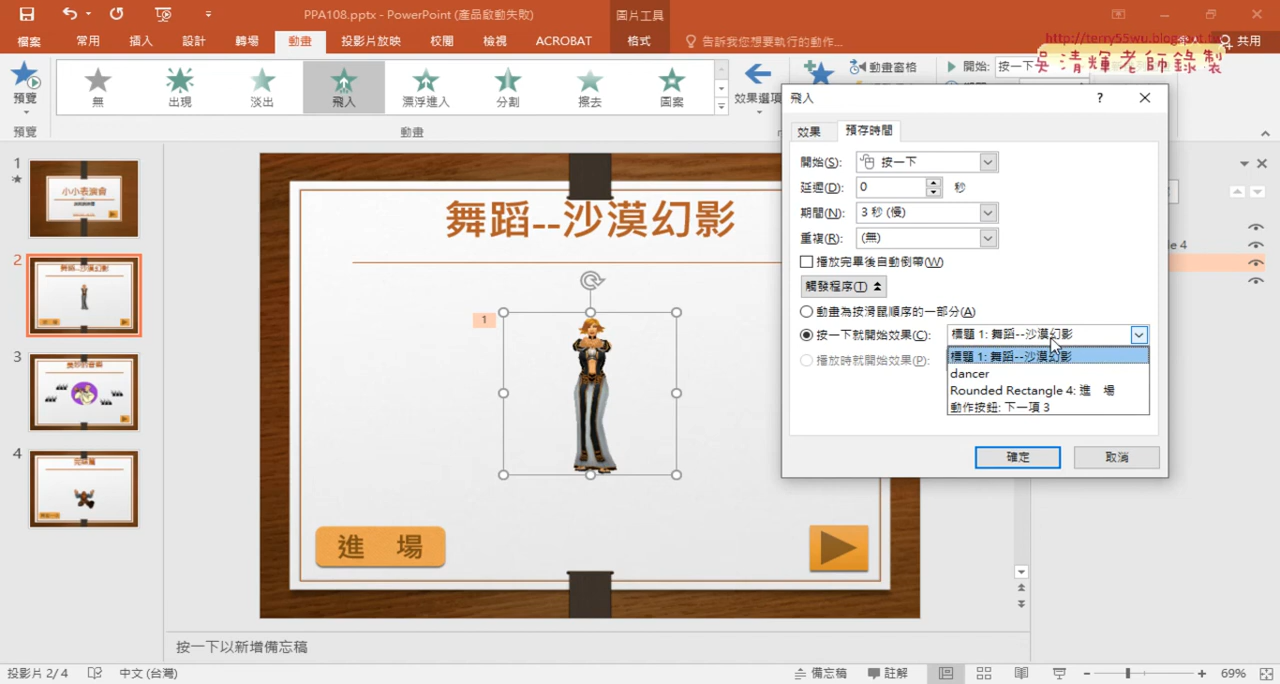 PPA108.pptx - PowerPoint (產品啟動失敗)
圖片工具
檔案
常用
插入
設計
轉場
動畫
投影片放映
校閱
檢視
ACROBAT
格式
告訴我您想要執行的動作...
共用
http://terry55wu.blogspot.t
吳清輝老師錄製
預覽
預覽
無
出現
淡出
飛入
漂浮進入
分割
擦去
圖案
效果選項
動畫
動畫窗格
開始:
按一下
飛入
?
效果
預存時間
開始(S):
按一下
延遲(D):
0
秒
期間(N):
3 秒 (慢)
重複(R):
(無)
播放完畢後自動倒帶(W)
觸發程序(T)
動畫為按滑鼠順序的一部分(A)
按一下就開始效果(C):
標題 1: 舞蹈--沙漠幻影
播放時就開始效果(P):
標題 1: 舞蹈--沙漠幻影
dancer
Rounded Rectangle 4: 進　場
動作按鈕: 下一項 3
確定
取消
le 4
1
小小表演會
2
舞蹈--沙漠幻影
3
4
舞蹈--沙漠幻影
1
進　場
按一下以新增備忘稿
投影片 2/4
中文 (台灣)
備忘稿
註解
69%